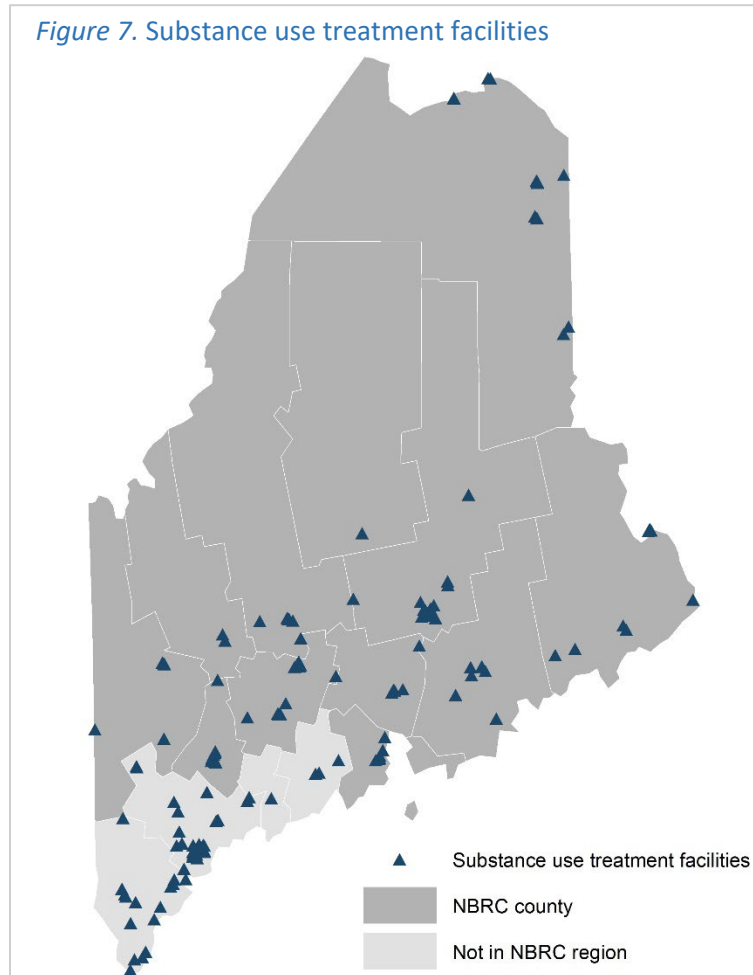 Figure 7. Substance use treatment facilities
Substance use treatment facilities
NBRC county
Not in NBRC region